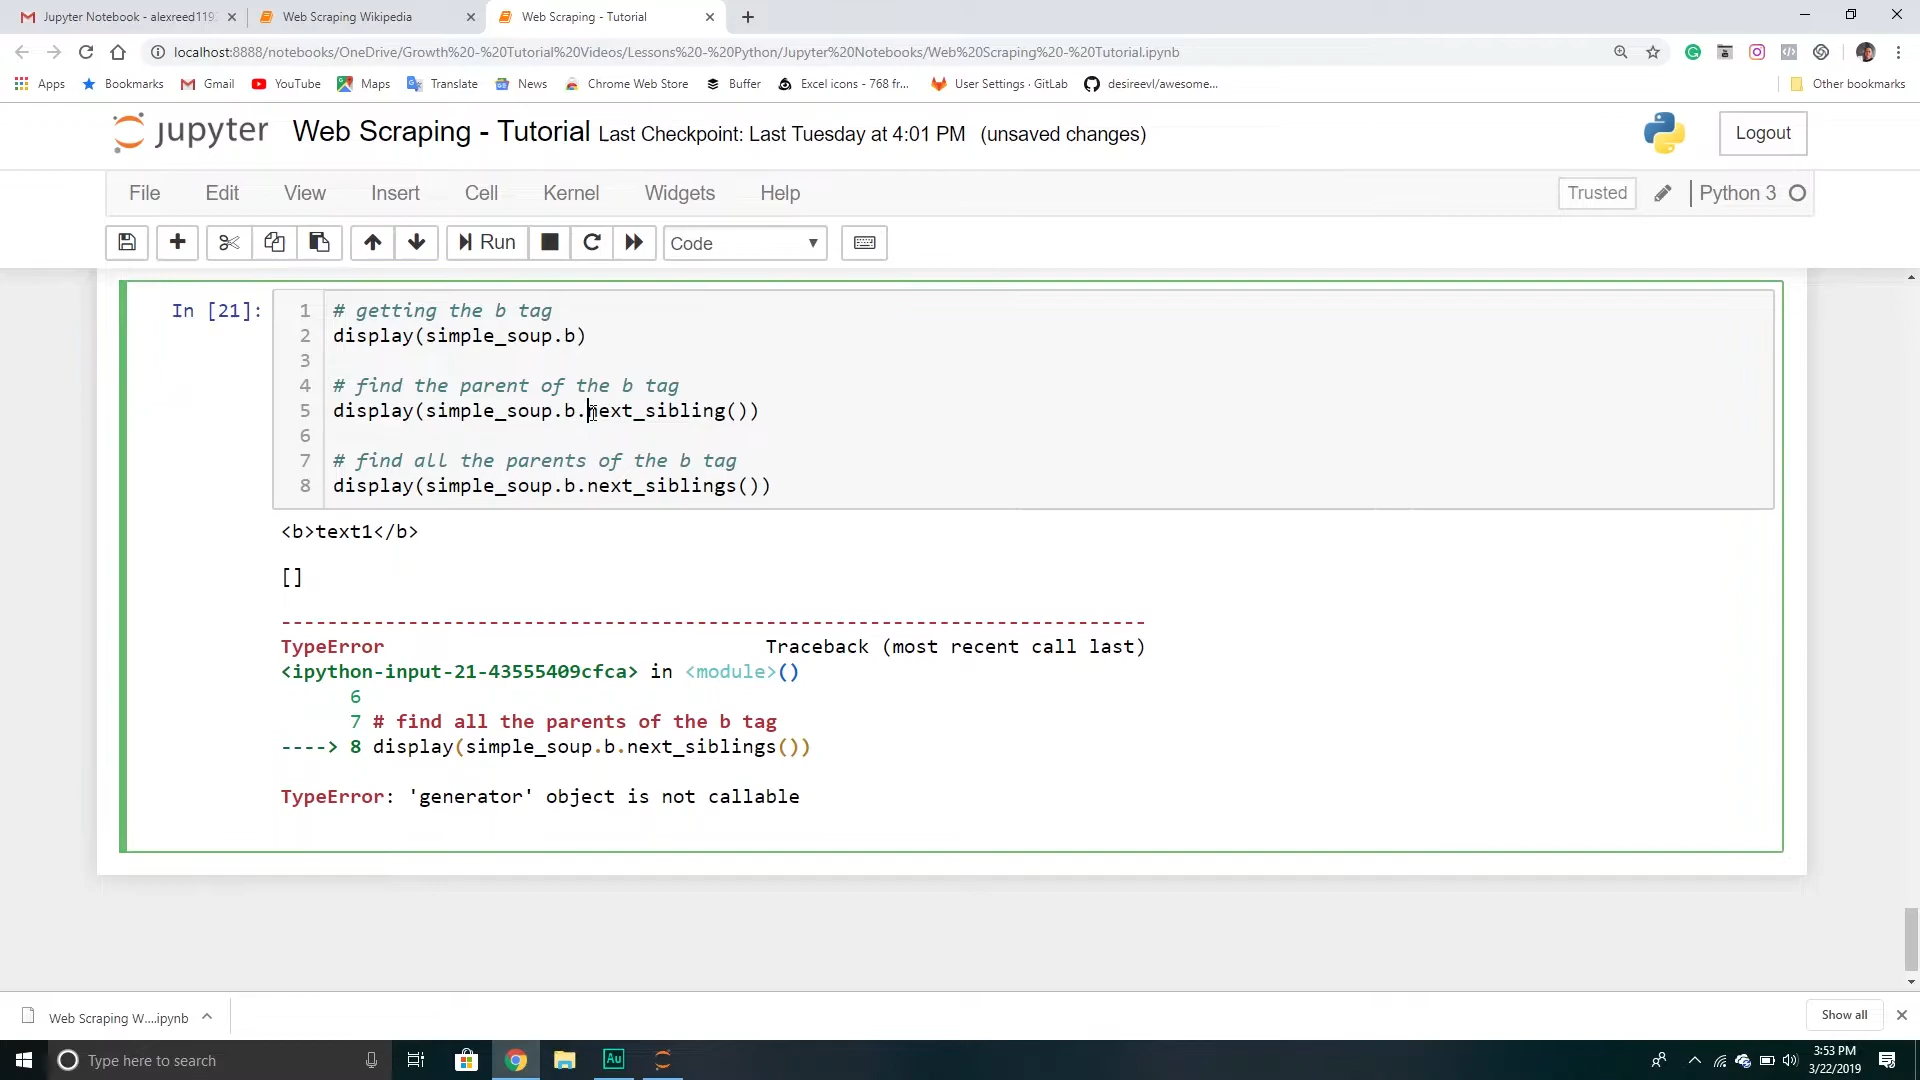 Jupyter Notebook - alexreed119
Web Scraping Wikipedia
Web Scraping - Tutorial
localhost:8888/notebooks/OneDrive/Growth%20-%20Tutorial%20Videos/Lessons%20-%20Python/Jupyter%20Notebooks/Web%20Scraping%20-%20Tutorial.ipynb
Apps Bookmarks Gmail YouTube Maps Translate News Chrome Web Store Buffer Excel icons - 768 fr... User Settings · GitLab desireevl/awesome... Other bookmarks
jupyter Web Scraping - Tutorial Last Checkpoint: Last Tuesday at 4:01 PM (unsaved changes) Logout
File Edit View Insert Cell Kernel Widgets Help Trusted Python 3
Run Code
In [21]:
1 # getting the b tag
2 display(simple_soup.b)
3
4 # find the parent of the b tag
5 display(simple_soup.b.next_sibling())
6
7 # find all the parents of the b tag
8 display(simple_soup.b.next_siblings())
<b>text1</b>
[]
---------------------------------------------------------------------------
TypeError Traceback (most recent call last)
<ipython-input-21-43555409cfca> in <module>()
6
7 # find all the parents of the b tag
----> 8 display(simple_soup.b.next_siblings())
TypeError: 'generator' object is not callable
Web Scraping W....ipynb
Show all
Type here to search
Au
3:53 PM
3/22/2019